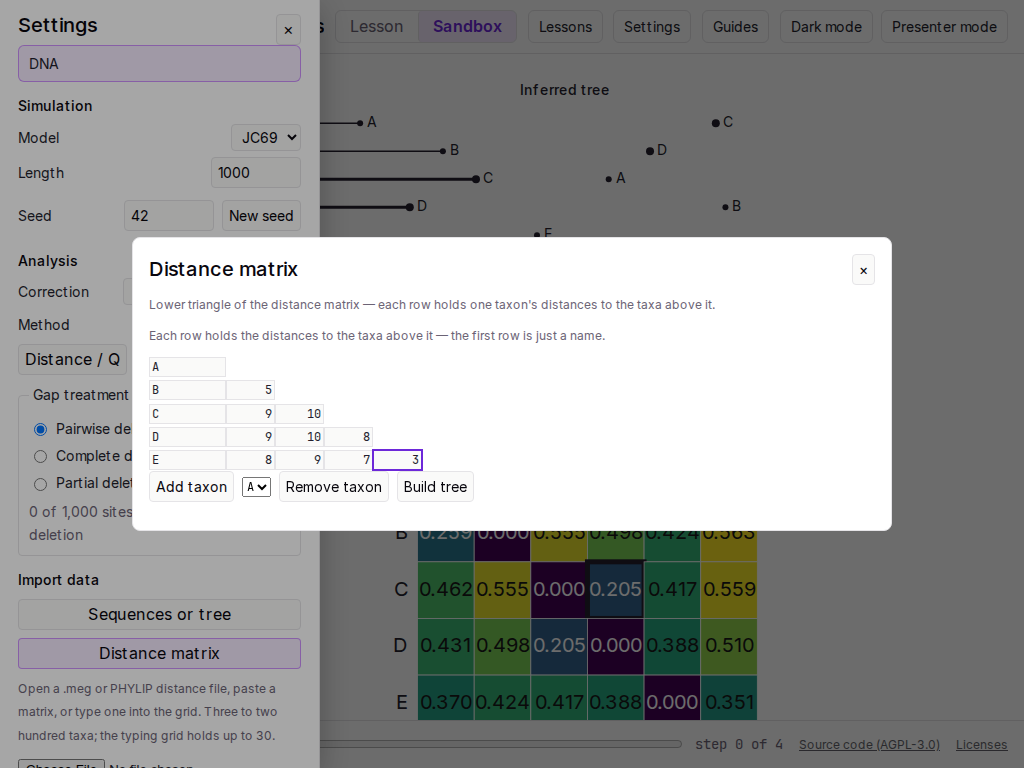 Settings
×
s
Lesson
Sandbox
Lessons
Settings
Guides
Dark mode
Presenter mode
DNA
Simulation
Model
JC69
Length
1000
Seed
42
New seed
Analysis
Correction
Method
Distance / Q
Gap treatment
Pairwise de
Complete d
Partial delet
0 of 1,000 sites
deletion
Import data
Sequences or tree
Distance matrix
Open a .meg or PHYLIP distance file, paste a
matrix, or type one into the grid. Three to two
hundred taxa; the typing grid holds up to 30.
Inferred tree
A
B
C
D
E
C
D
A
B
Distance matrix
×
Lower triangle of the distance matrix — each row holds one taxon's distances to the taxa above it.
Each row holds the distances to the taxa above it — the first row is just a name.
A
B 5
C 9 10
D 9 10 8
E 8 9 7 3
Add taxon
A
Remove taxon
Build tree
B 0.239 0.000 0.555 0.498 0.424 0.563
C 0.462 0.555 0.000 0.205 0.417 0.559
D 0.431 0.498 0.205 0.000 0.388 0.510
E 0.370 0.424 0.417 0.388 0.000 0.351
step 0 of 4
Source code (AGPL-3.0)
Licenses